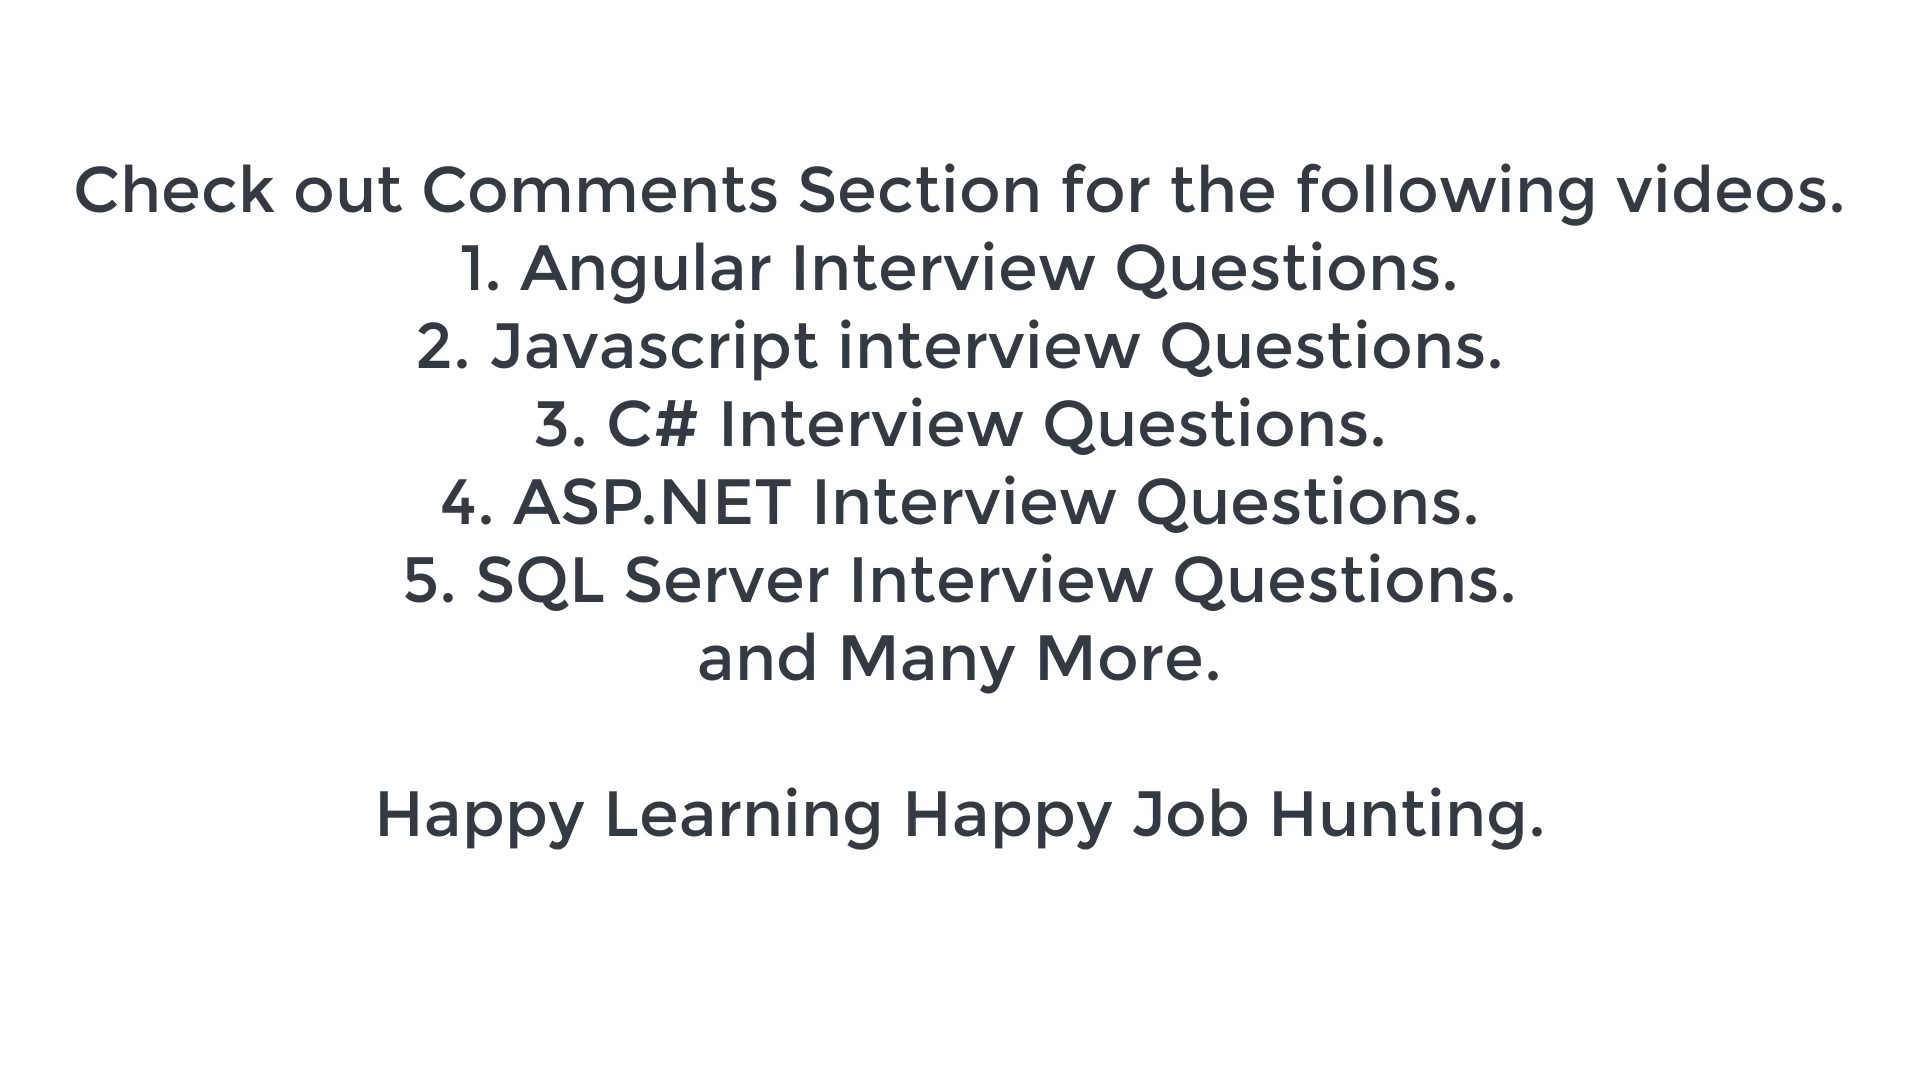 Check out Comments Section for the following videos.
1. Angular Interview Questions.
2. Javascript interview Questions.
3. C# Interview Questions.
4. ASP.NET Interview Questions.
5. SQL Server Interview Questions.
and Many More.
Happy Learning Happy Job Hunting.